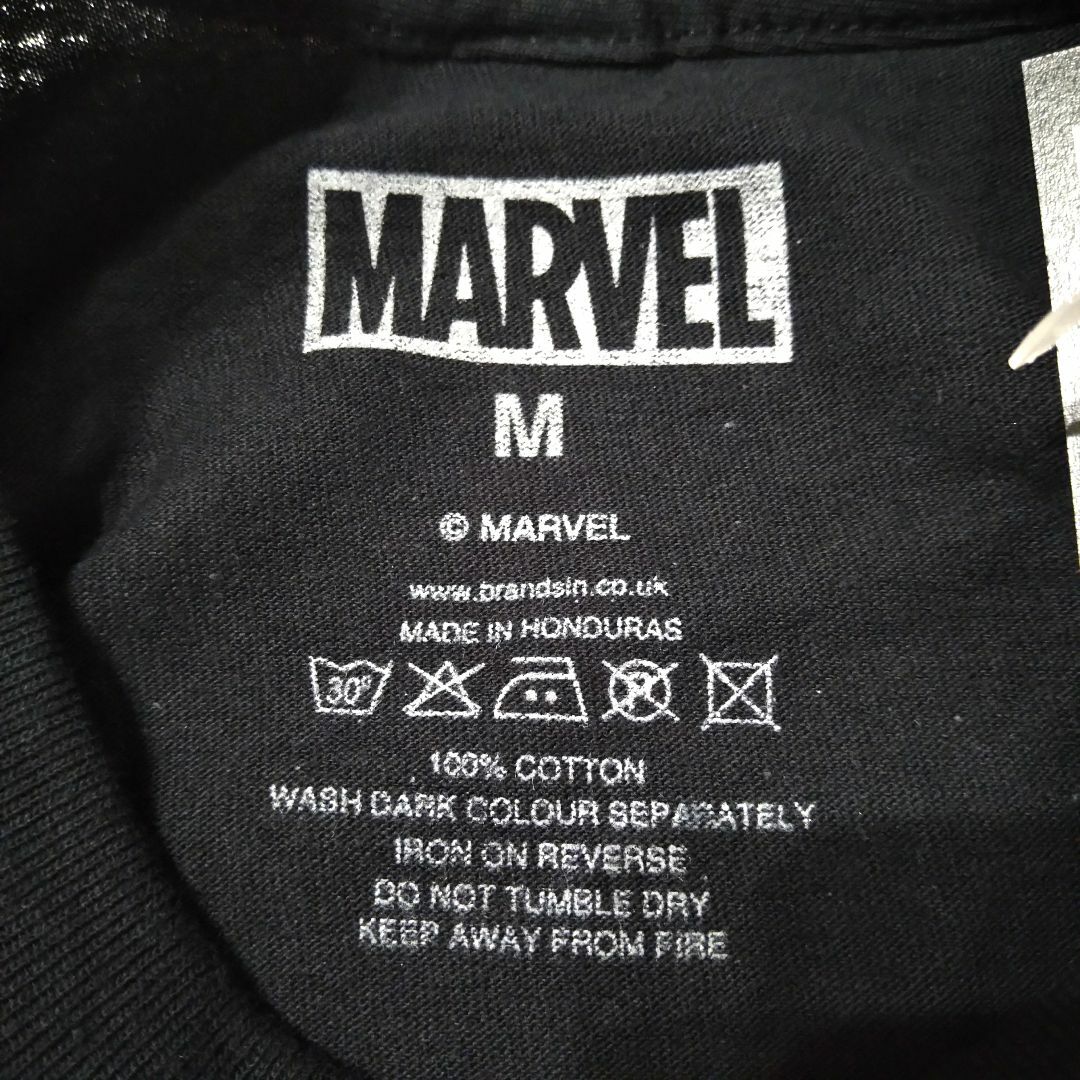 MARVEL
M
© MARVEL
www.brandsin.co.uk
MADE IN HONDURAS
30°
P
100% COTTON
WASH DARK COLOUR SEPARATELY
IRON ON REVERSE
DO NOT TUMBLE DRY
KEEP AWAY FROM FIRE